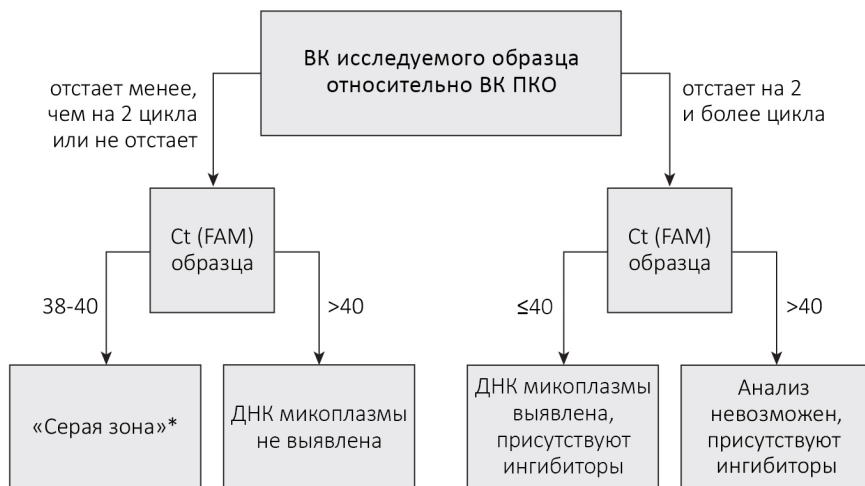 ВК исследуемого образца
относительно ВК ПКО
отстает менее,
чем на 2 цикла
или не отстает
отстает на 2
и более цикла
Ct (FAM)
образца
Ct (FAM)
образца
38-40
>40
≤40
>40
«Серая зона»*
ДНК микоплазмы
не выявлена
ДНК микоплазмы
выявлена,
присутствуют
ингибиторы
Анализ
невозможен,
присутствуют
ингибиторы